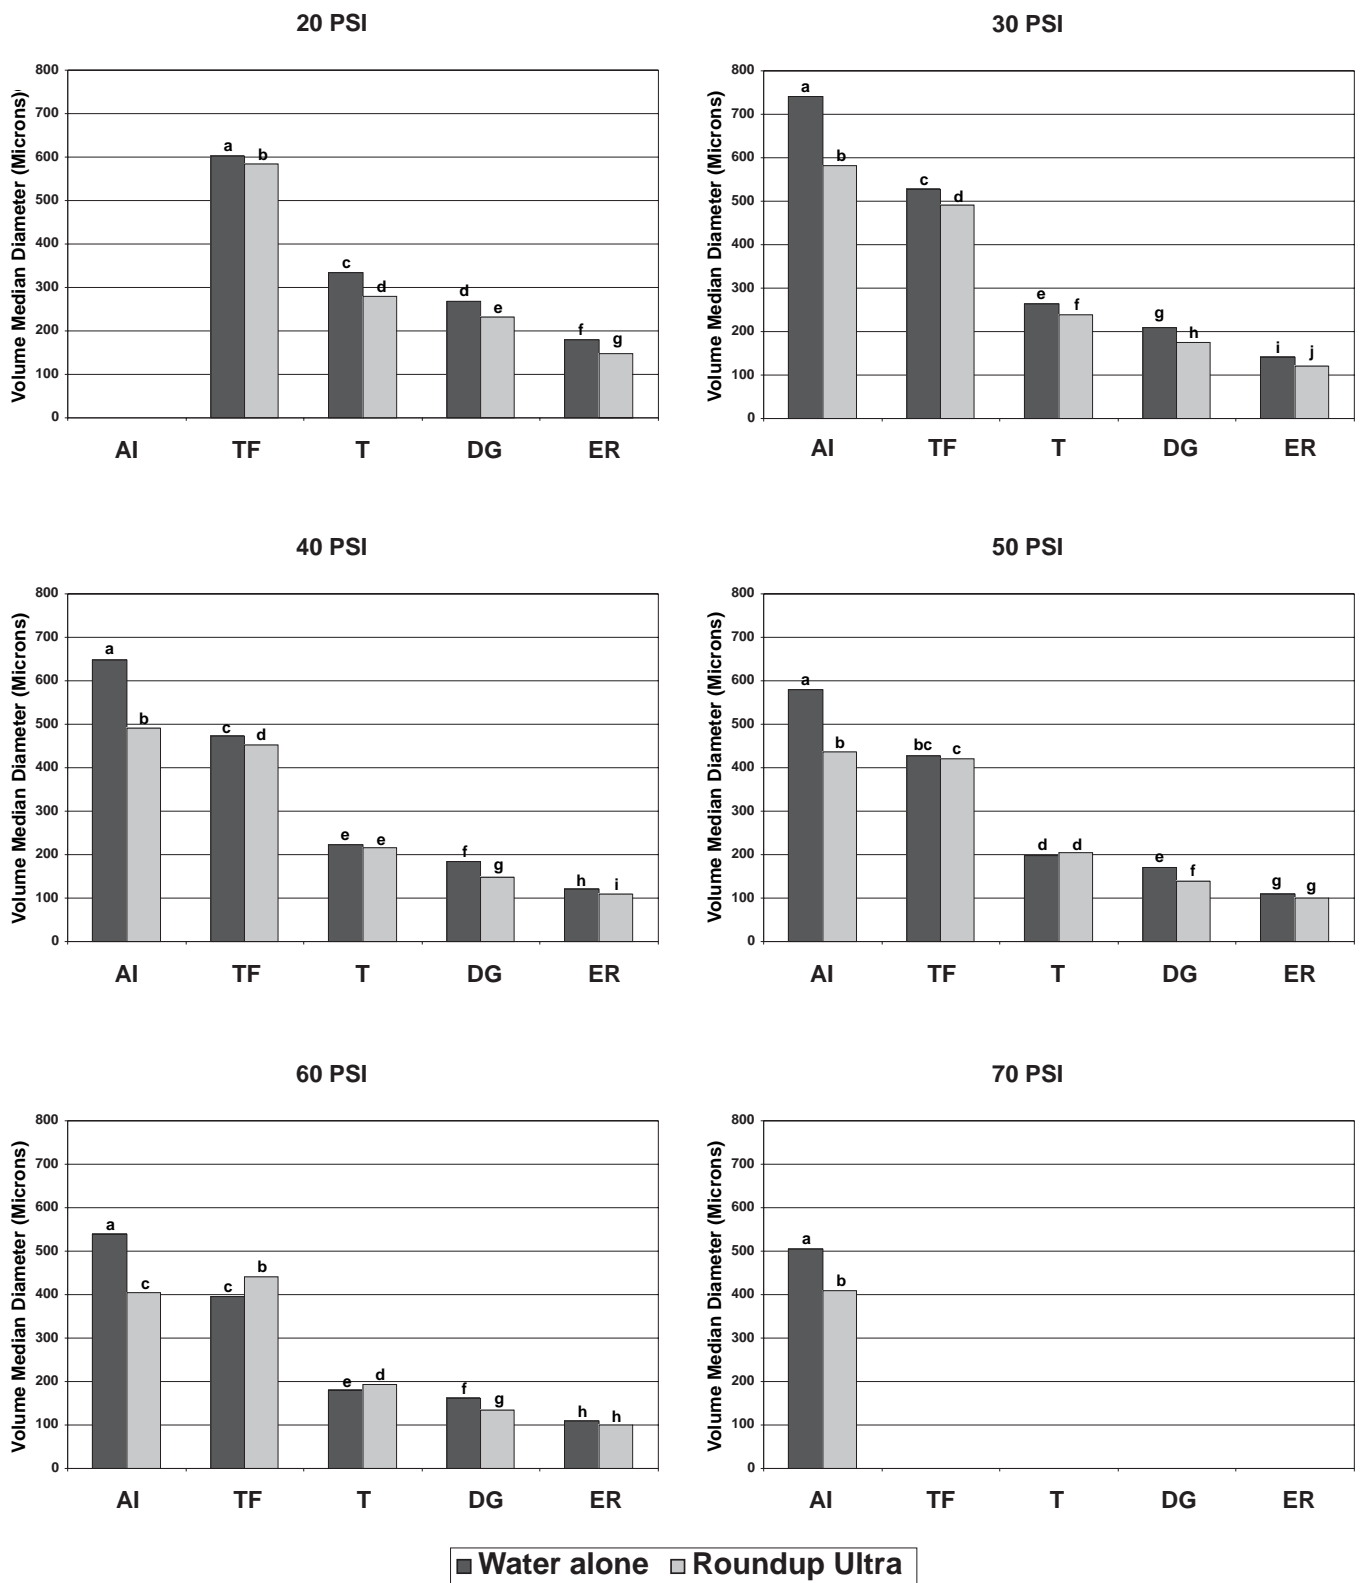 20 PSI
Volume Median Diameter (Microns)
800
700
600
500
400
300
200
100
0
a b c d d e f g
AI TF T DG ER
30 PSI
Volume Median Diameter (Microns)
800
700
600
500
400
300
200
100
0
a b c d e f g h i j
AI TF T DG ER
40 PSI
Volume Median Diameter (Microns)
800
700
600
500
400
300
200
100
0
a b c d e e f g h i
AI TF T DG ER
50 PSI
Volume Median Diameter (Microns)
800
700
600
500
400
300
200
100
0
a b bc c d d e f g g
AI TF T DG ER
60 PSI
Volume Median Diameter (Microns)
800
700
600
500
400
300
200
100
0
a c c b e d f g h h
AI TF T DG ER
70 PSI
Volume Median Diameter (Microns)
800
700
600
500
400
300
200
100
0
a b
AI TF T DG ER
Water alone Roundup Ultra